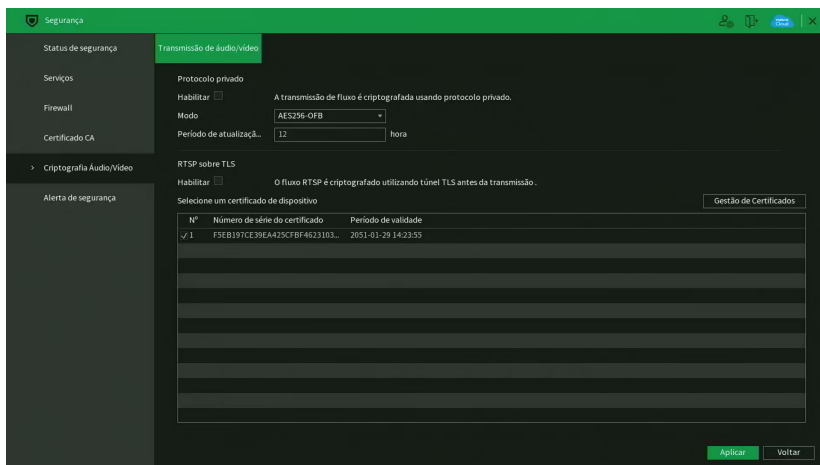 Segurança
Cloud
Status de segurança
Transmissão de áudio/vídeo
Serviços
Protocolo privado
Habilitar A transmissão de fluxo é criptografada usando protocolo privado.
Firewall
Modo AES256-OFB
Período de atualizaçã... 12 hora
Certificado CA
Criptografia Áudio/Vídeo
RTSP sobre TLS
Habilitar O fluxo RTSP é criptografado utilizando túnel TLS antes da transmissão .
Alerta de segurança
Selecione um certificado de dispositivo Gestão de Certificados
Nº Número de série do certificado Período de validade
1 F5EB197CE39EA425CFBF4623103... 2051-01-29 14:23:55
Aplicar Voltar